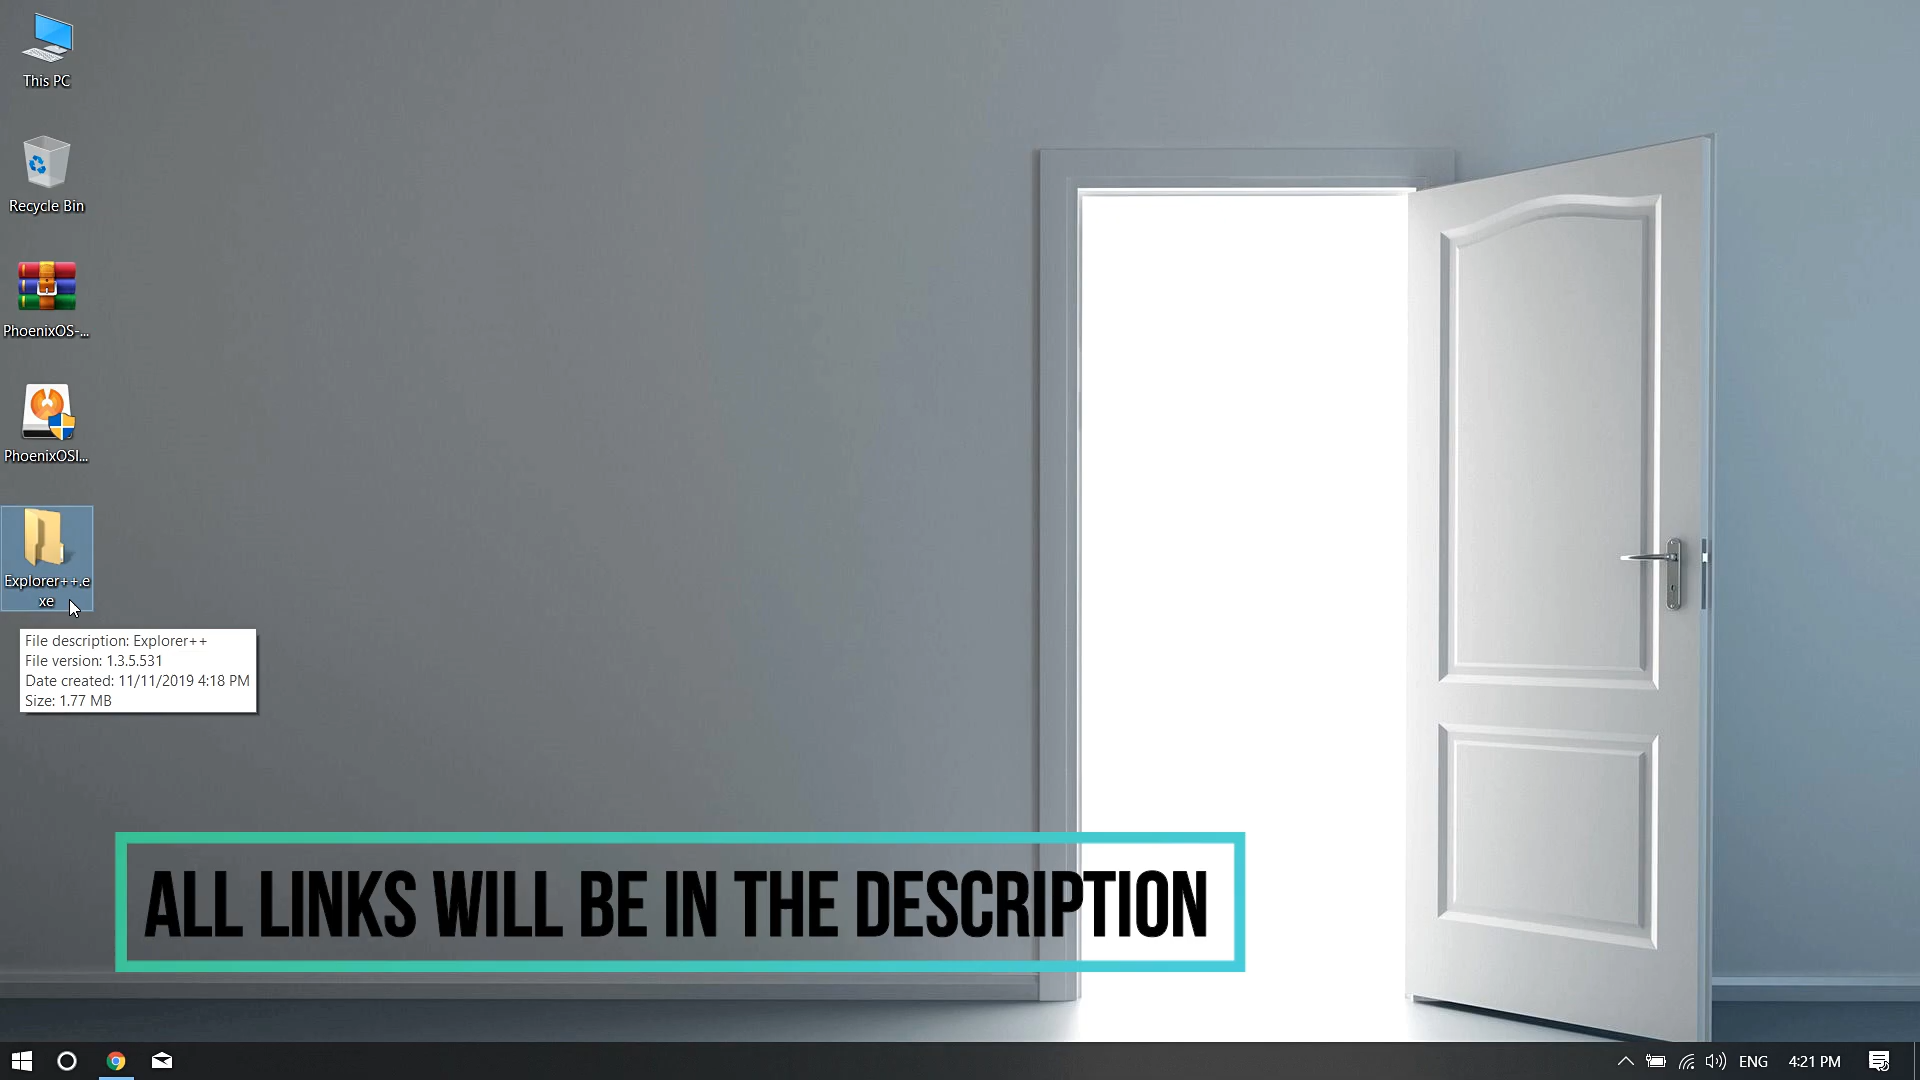 This PC
Recycle Bin
PhoenixOS-...
PhoenixOSI...
Explorer++.e
xe
File description: Explorer++
File version: 1.3.5.531
Date created: 11/11/2019 4:18 PM
Size: 1.77 MB
ALL LINKS WILL BE IN THE DESCRIPTION
ENG
4:21 PM